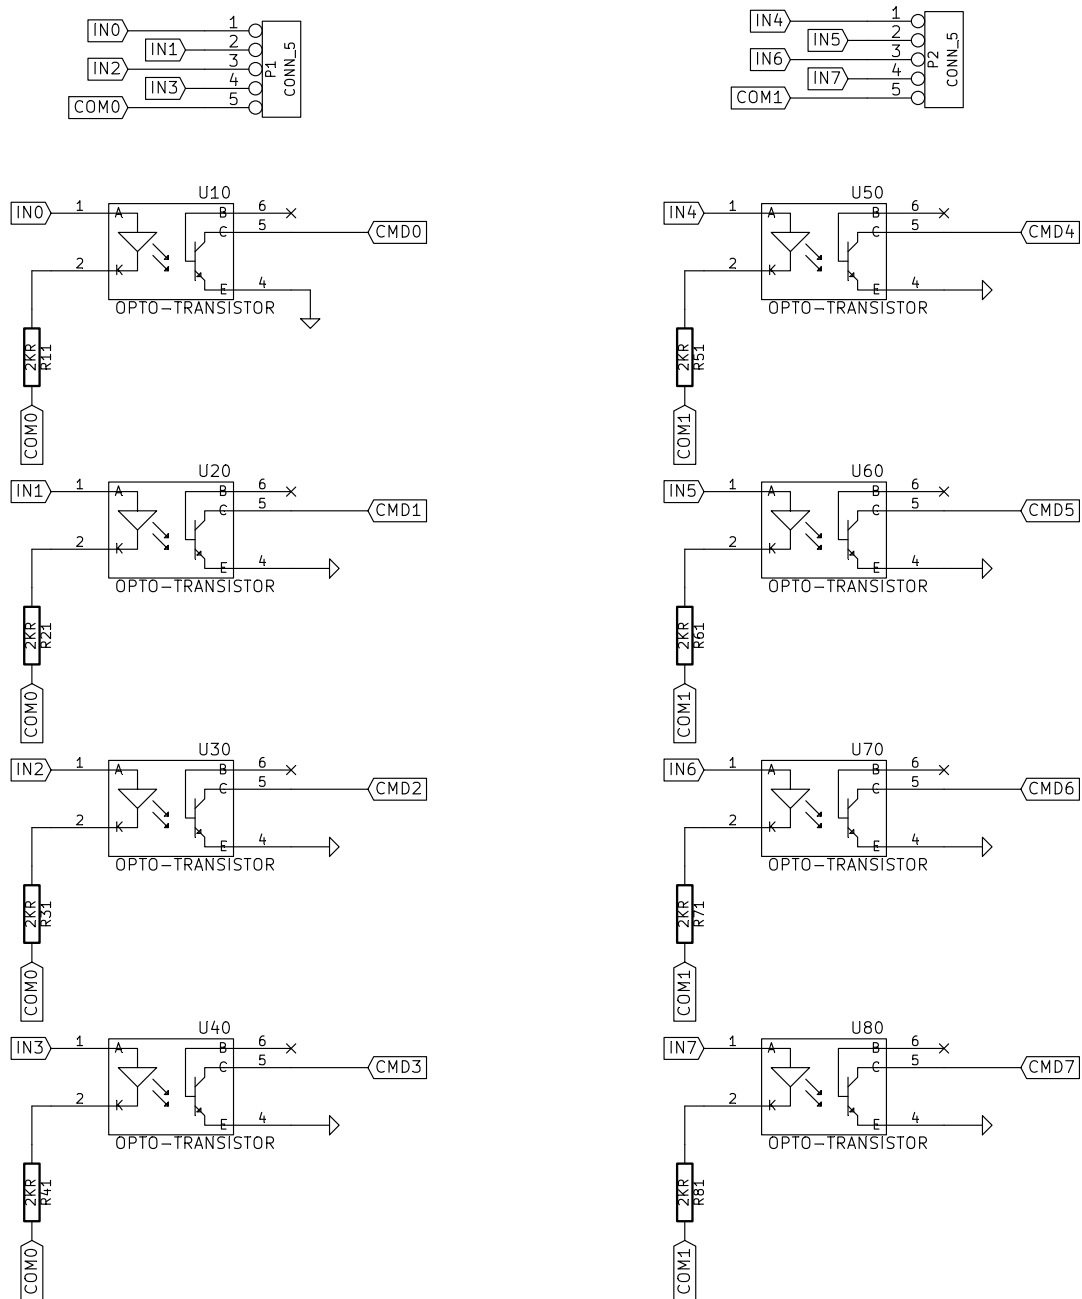 IN0
1
IN1
2
IN2
3
IN3
4
COM0
5
P1
CONN_5
IN4
1
IN5
2
IN6
3
IN7
4
COM1
5
P2
CONN_5
U10
IN0
1
A
B
6
C
5
CMD0
2
K
E
4
OPTO-TRANSISTOR
2KR
R11
COM0
U50
IN4
1
A
B
6
C
5
CMD4
2
K
E
4
OPTO-TRANSISTOR
2KR
R51
COM1
U20
IN1
1
A
B
6
C
5
CMD1
2
K
E
4
OPTO-TRANSISTOR
2KR
R21
COM0
U60
IN5
1
A
B
6
C
5
CMD5
2
K
E
4
OPTO-TRANSISTOR
2KR
R61
COM1
U30
IN2
1
A
B
6
C
5
CMD2
2
K
E
4
OPTO-TRANSISTOR
2KR
R31
COM0
U70
IN6
1
A
B
6
C
5
CMD6
2
K
E
4
OPTO-TRANSISTOR
2KR
R71
COM1
U40
IN3
1
A
B
6
C
5
CMD3
2
K
E
4
OPTO-TRANSISTOR
2KR
R41
COM0
U80
IN7
1
A
B
6
C
5
CMD7
2
K
E
4
OPTO-TRANSISTOR
2KR
R81
COM1